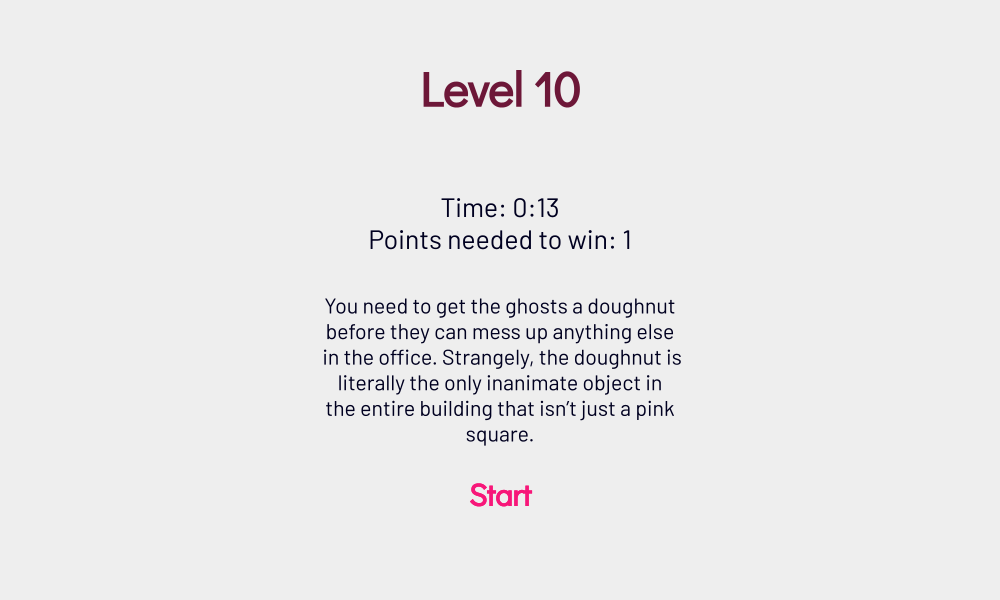 Level 10
Time: 0:13
Points needed to win: 1
You need to get the ghosts a doughnut
before they can mess up anything else
in the office. Strangely, the doughnut is
literally the only inanimate object in
the entire building that isn’t just a pink
square.
Start